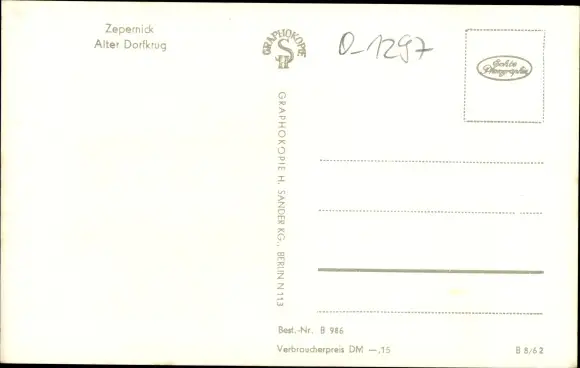 Zepernick
Alter Dorfkrug
GRAPHOKOPIE
SH
O-1297
Echte
Photographie
GRAPHOKOPIE H. SANDER KG., BERLIN N 113
Best.-Nr. B 986
Verbraucherpreis DM —,15
B 8/62